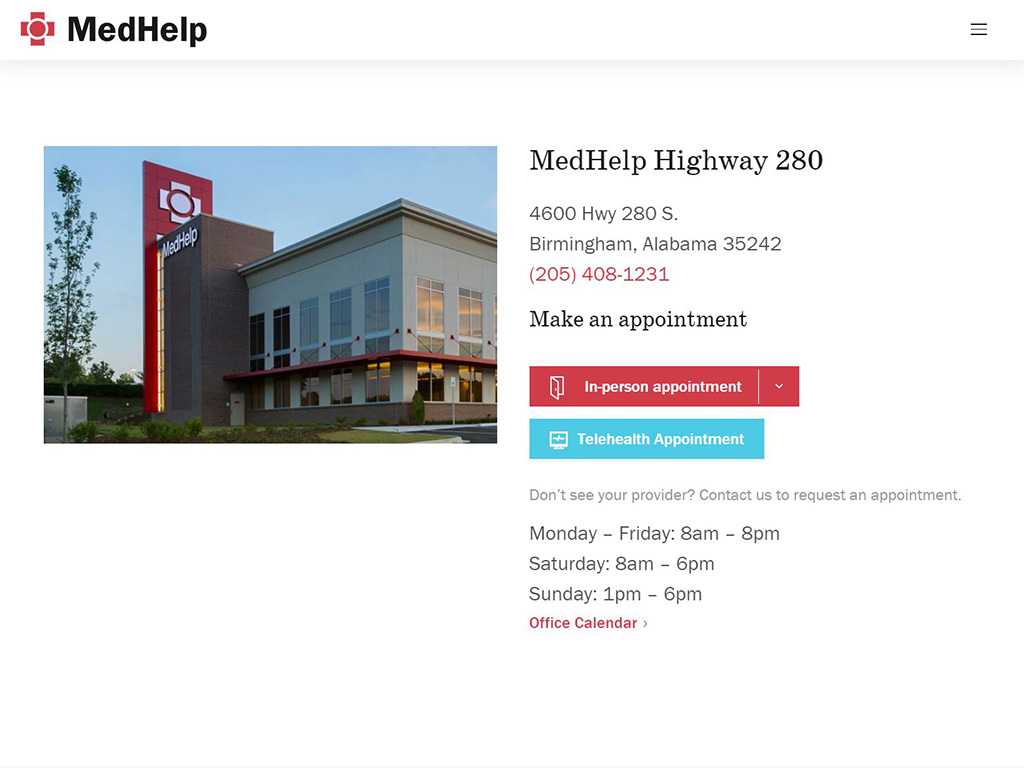 MedHelp
MedHelp
MedHelp Highway 280
4600 Hwy 280 S.
Birmingham, Alabama 35242
(205) 408-1231
Make an appointment
In-person appointment
Telehealth Appointment
Don’t see your provider? Contact us to request an appointment.
Monday – Friday: 8am – 8pm
Saturday: 8am – 6pm
Sunday: 1pm – 6pm
Office Calendar ›